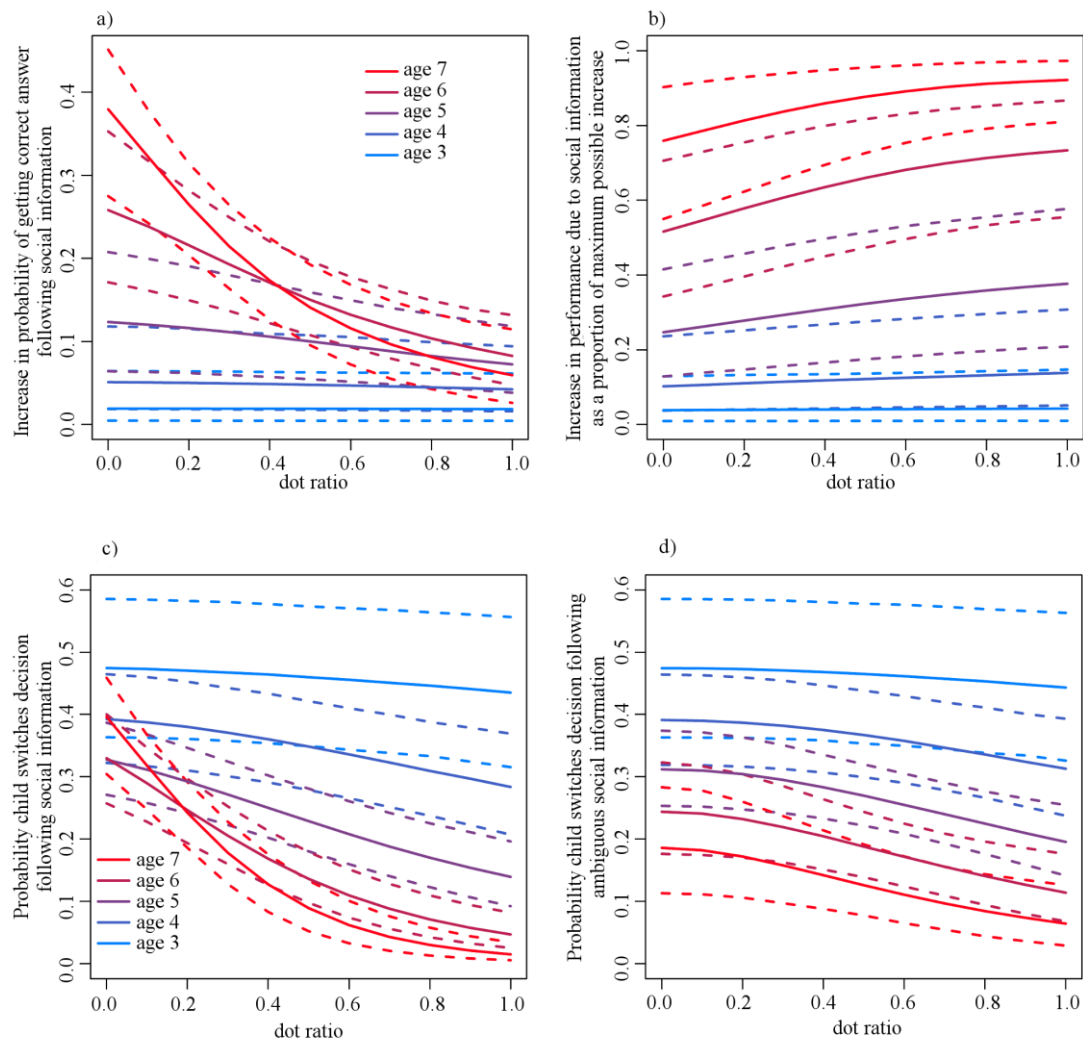 a)
Increase in probability of getting correct answer
following social information
0.0
0.1
0.2
0.3
0.4
age 7
age 6
age 5
age 4
age 3
0.0 0.2 0.4 0.6 0.8 1.0
dot ratio
b)
Increase in performance due to social information
as a proportion of maximum possible increase
0.0
0.2
0.4
0.6
0.8
1.0
0.0 0.2 0.4 0.6 0.8 1.0
dot ratio
c)
Probability child switches decision
following social information
0.0
0.1
0.2
0.3
0.4
0.5
0.6
age 7
age 6
age 5
age 4
age 3
0.0 0.2 0.4 0.6 0.8 1.0
dot ratio
d)
Probability child switches decision following
ambiguous social information
0.0
0.1
0.2
0.3
0.4
0.5
0.6
0.0 0.2 0.4 0.6 0.8 1.0
dot ratio